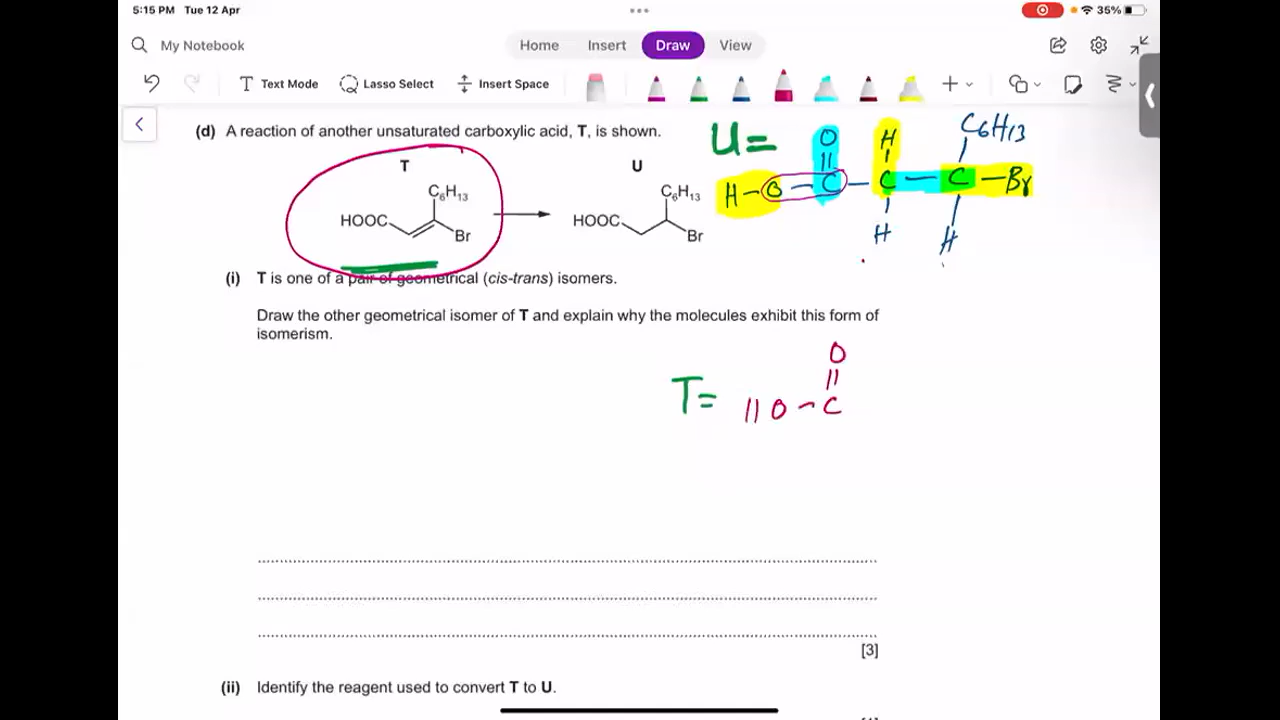 5:15 PM Tue 12 Apr
35%
My Notebook
Home Insert Draw View
Text Mode Lasso Select Insert Space
(d) A reaction of another unsaturated carboxylic acid, T, is shown.
T U
C6H13 C6H13
HOOC HOOC
Br Br
U=
O H C6H13
H-O-C-C-C-Br
H H
(i) T is one of a pair of geometrical (cis-trans) isomers.
Draw the other geometrical isomer of T and explain why the molecules exhibit this form of
isomerism.
O
T= HO-C
[3]
(ii) Identify the reagent used to convert T to U.